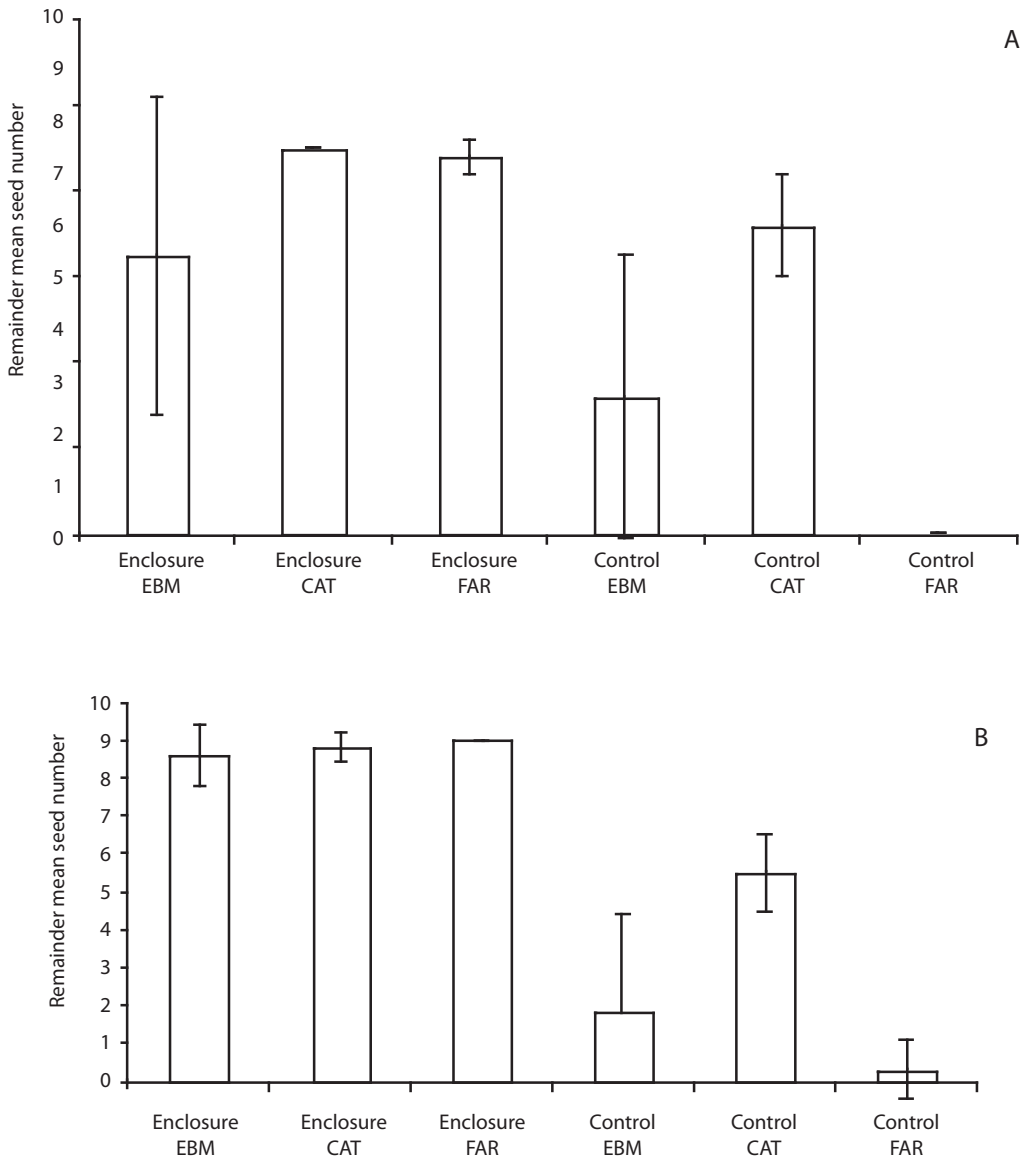 A
Remainder mean seed number
10
9
8
7
6
5
4
3
2
1
0
Enclosure
EBM
Enclosure
CAT
Enclosure
FAR
Control
EBM
Control
CAT
Control
FAR
B
Remainder mean seed number
10
9
8
7
6
5
4
3
2
1
0
Enclosure
EBM
Enclosure
CAT
Enclosure
FAR
Control
EBM
Control
CAT
Control
FAR